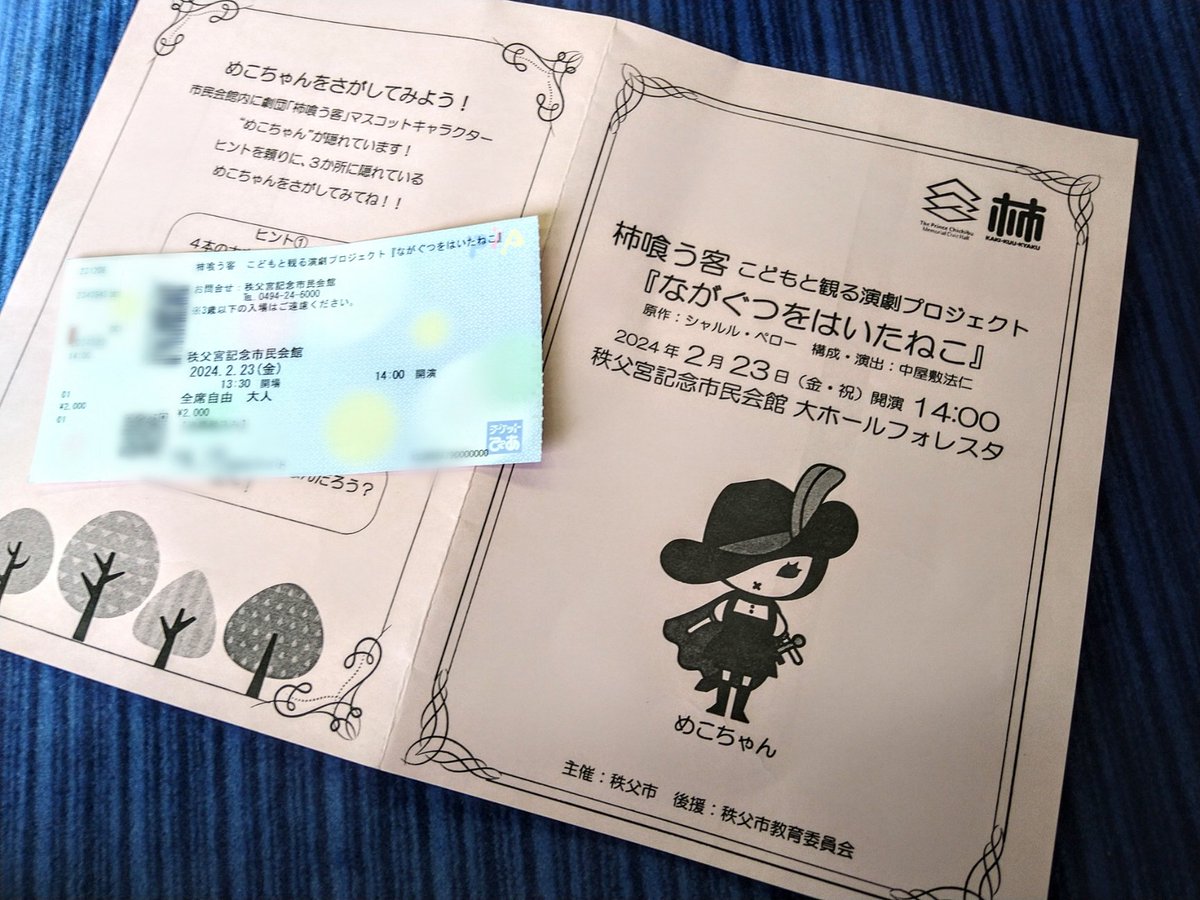 めこちゃんをさがしてみよう！
市民会館内に劇団「柿喰う客」マスコットキャラクター
“めこちゃん”が隠れています！
ヒントを頼りに、3か所に隠れている
めこちゃんをさがしてみてね！！
ヒント①
4本の
んだろう？
柿喰う客 こどもと観る演劇プロジェクト『ながぐつをはいたねこ』
お問合せ：秩父宮記念市民会館
TEL 0494-24-6000
※3歳以下の入場はご遠慮ください。
秩父宮記念市民会館
2024. 2. 23(金)
13:30 開場
14:00 開演
全席自由 大人
¥2,000
14:00
01
¥2,000
01
チケットぴあ
The Prince Chichibu
Memorial Civic Hall
柿
KAKI-KUU-KYAKU
柿喰う客 こどもと観る演劇プロジェクト
『ながぐつをはいたねこ』
原作：シャルル・ペロー 構成・演出：中屋敷法仁
2024年2月23日（金・祝）開演 14:00
秩父宮記念市民会館 大ホールフォレスタ
めこちゃん
主催：秩父市 後援：秩父市教育委員会